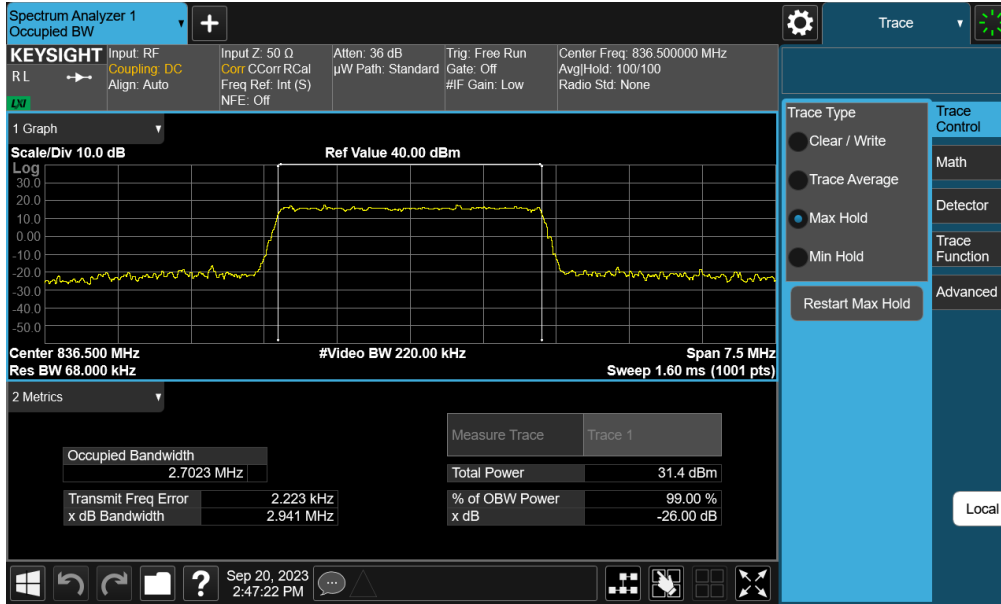 Spectrum Analyzer 1
Occupied BW
+
Trace
KEYSIGHT
R L
LXI
Input: RF
Coupling: DC
Align: Auto
Input Z: 50 Ω
Corr CCorr RCal
Freq Ref: Int (S)
NFE: Off
Atten: 36 dB
µW Path: Standard
Trig: Free Run
Gate: Off
#IF Gain: Low
Center Freq: 836.500000 MHz
Avg|Hold: 100/100
Radio Std: None
1 Graph
Scale/Div 10.0 dB
Ref Value 40.00 dBm
Log
30.0
20.0
10.0
0.00
-10.0
-20.0
-30.0
-40.0
-50.0
Center 836.500 MHz
#Video BW 220.00 kHz
Span 7.5 MHz
Res BW 68.000 kHz
Sweep 1.60 ms (1001 pts)
2 Metrics
Measure Trace
Trace 1
Occupied Bandwidth
2.7023 MHz
Total Power
31.4 dBm
Transmit Freq Error
2.223 kHz
% of OBW Power
99.00 %
x dB Bandwidth
2.941 MHz
x dB
-26.00 dB
Trace Type
Clear / Write
Trace Average
Max Hold
Min Hold
Restart Max Hold
Trace
Control
Math
Detector
Trace
Function
Advanced
Local
?
Sep 20, 2023
2:47:22 PM